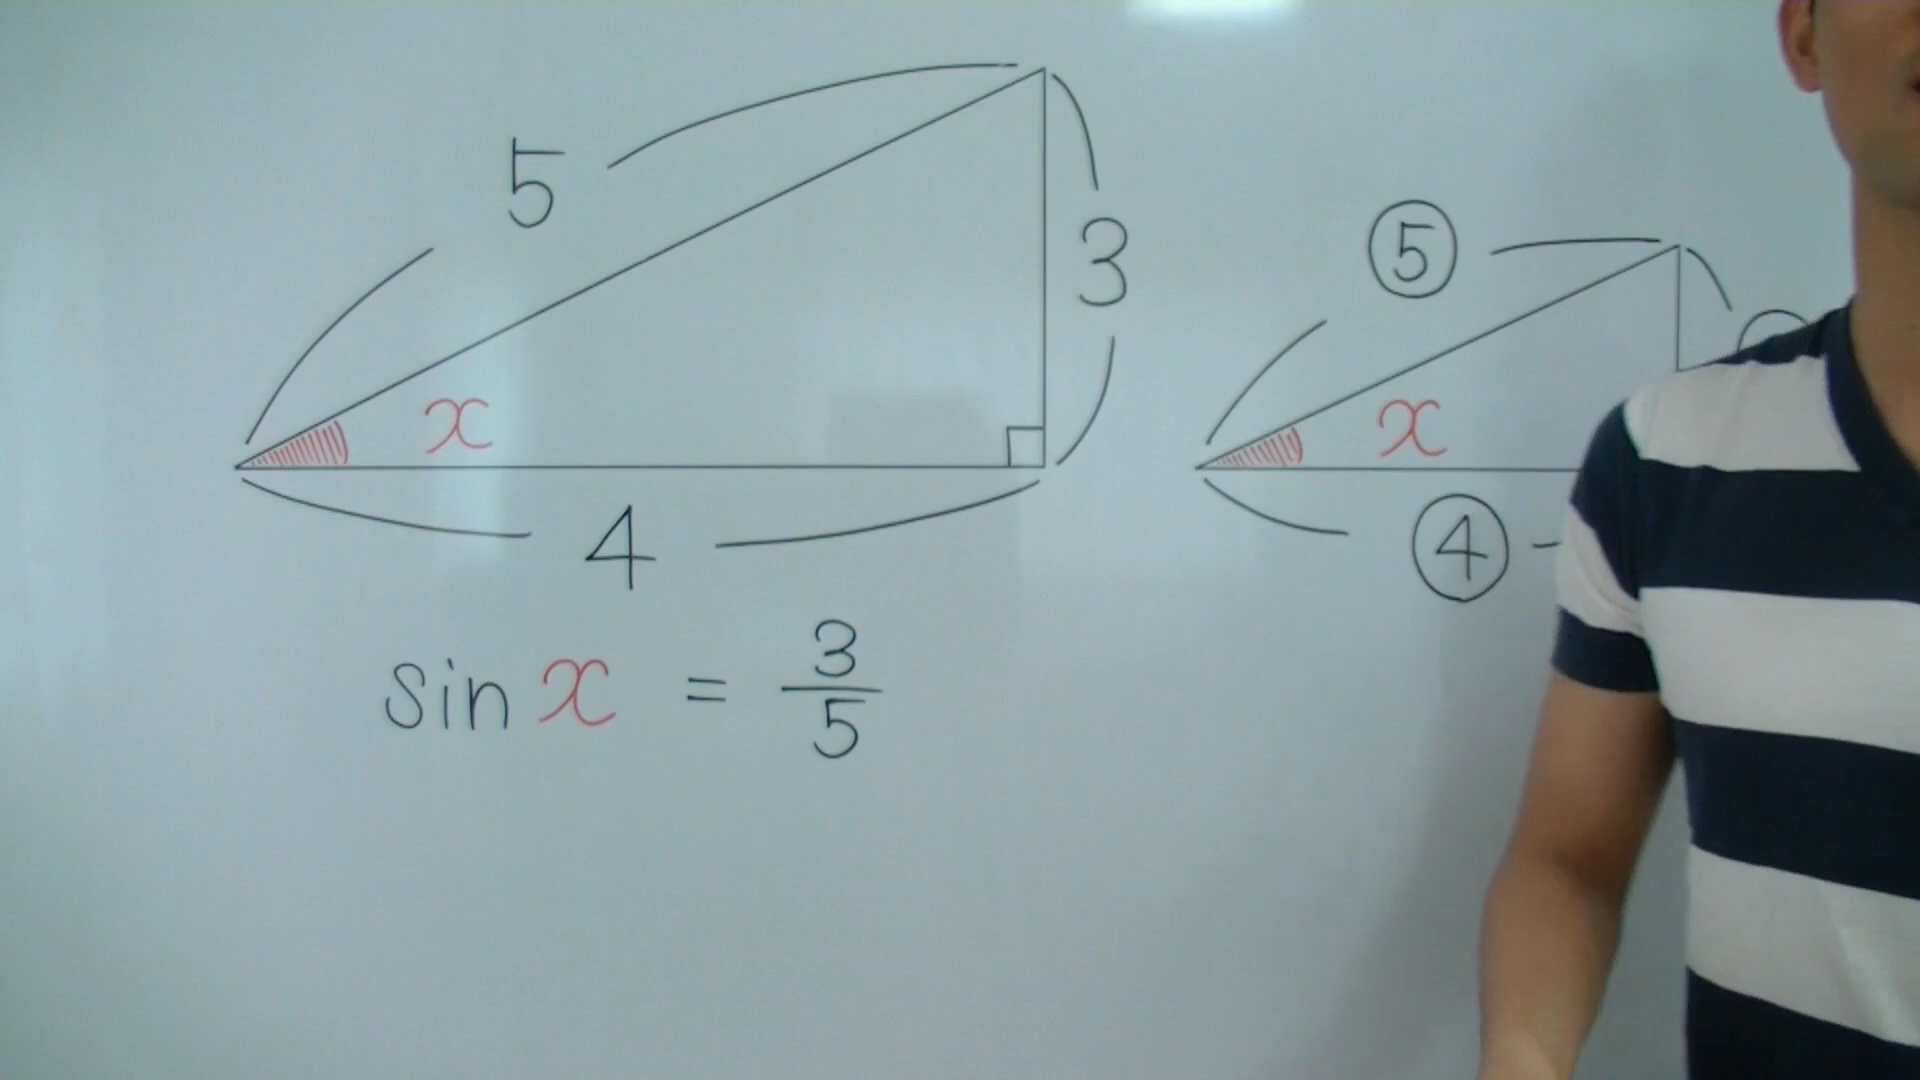 5
3
x
4
sin x = 3/5
⑤
x
④